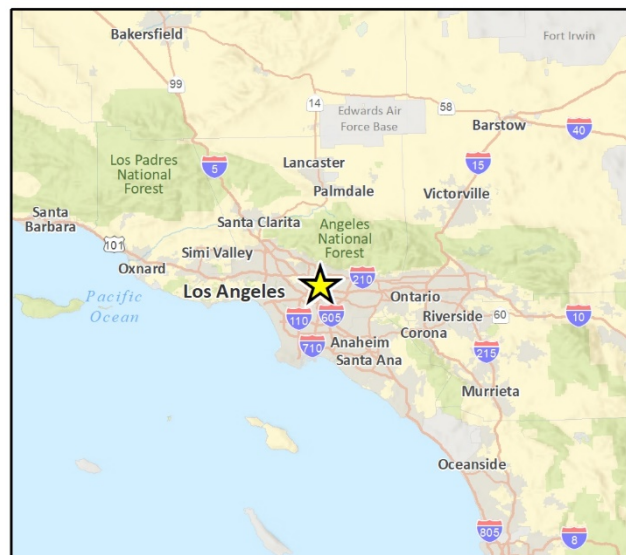 Fort Irwin
Bakersfield
99
14
Edwards Air
Force Base
58
Barstow
40
Los Padres
National
Forest
5
Lancaster
15
Palmdale
Victorville
Santa
Barbara
101
Santa Clarita
Angeles
National
Forest
Simi Valley
Oxnard
210
Pacific
Ocean
Los Angeles
Ontario
110
605
Riverside
60
10
Corona
710
Anaheim
Santa Ana
215
Murrieta
Oceanside
805
8